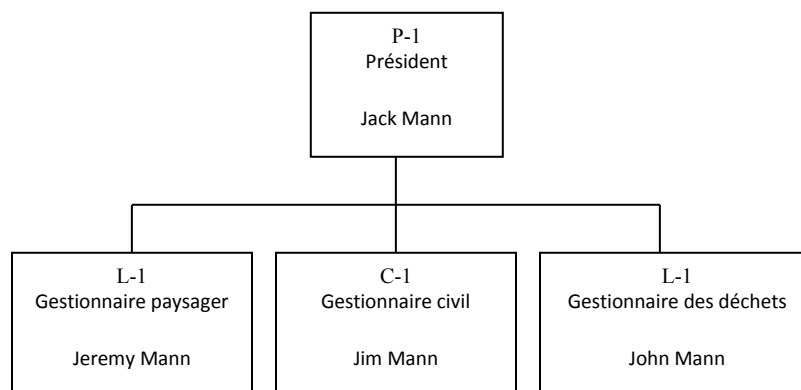 P-1
Président
Jack Mann
L-1
Gestionnaire paysager
Jeremy Mann
C-1
Gestionnaire civil
Jim Mann
L-1
Gestionnaire des déchets
John Mann